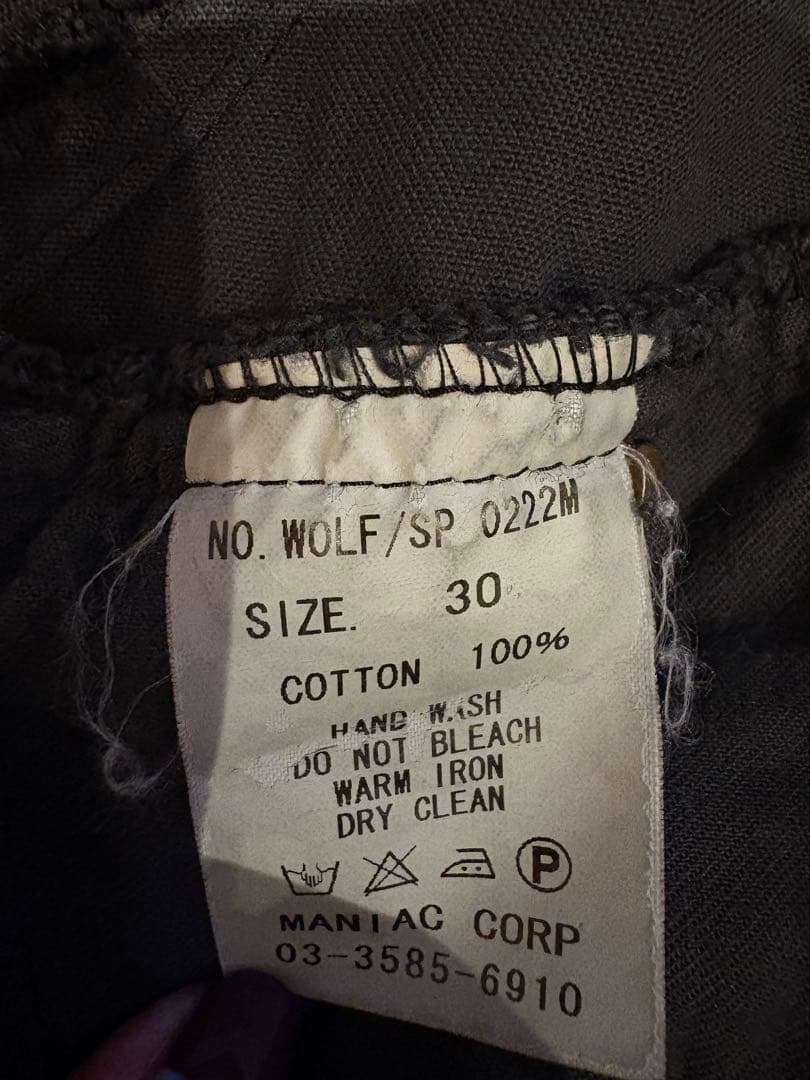 NO. WOLF/SP 0222M
SIZE. 30
COTTON 100%
HAND WASH
DO NOT BLEACH
WARM IRON
DRY CLEAN
P
MANIAC CORP
03-3585-6910